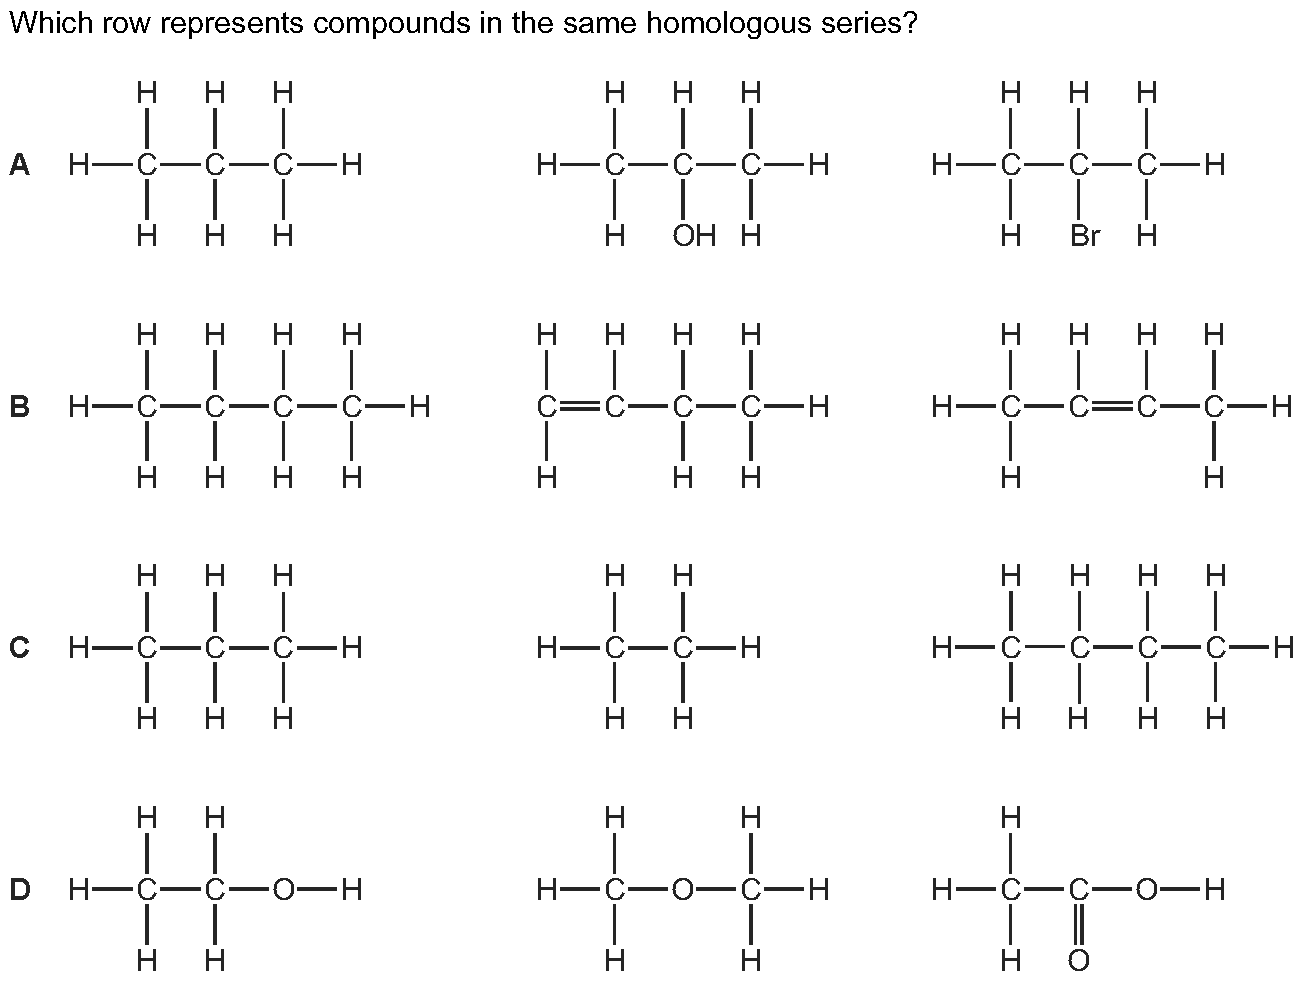 Which row represents compounds in the same homologous series?
H H H H H H H H H
A H C C C H H C C C H H C C C H
H H H H OH H H Br H
H H H H H H H H H H H H
B H C C C C H C C C C H H C C C C H
H H H H H H H H H
H H H H H H H H H
C H C C C H H C C H H C C C C H
H H H H H H H H H
H H H H H
D H C C O H H C O C H H C C O H
H H H H H O